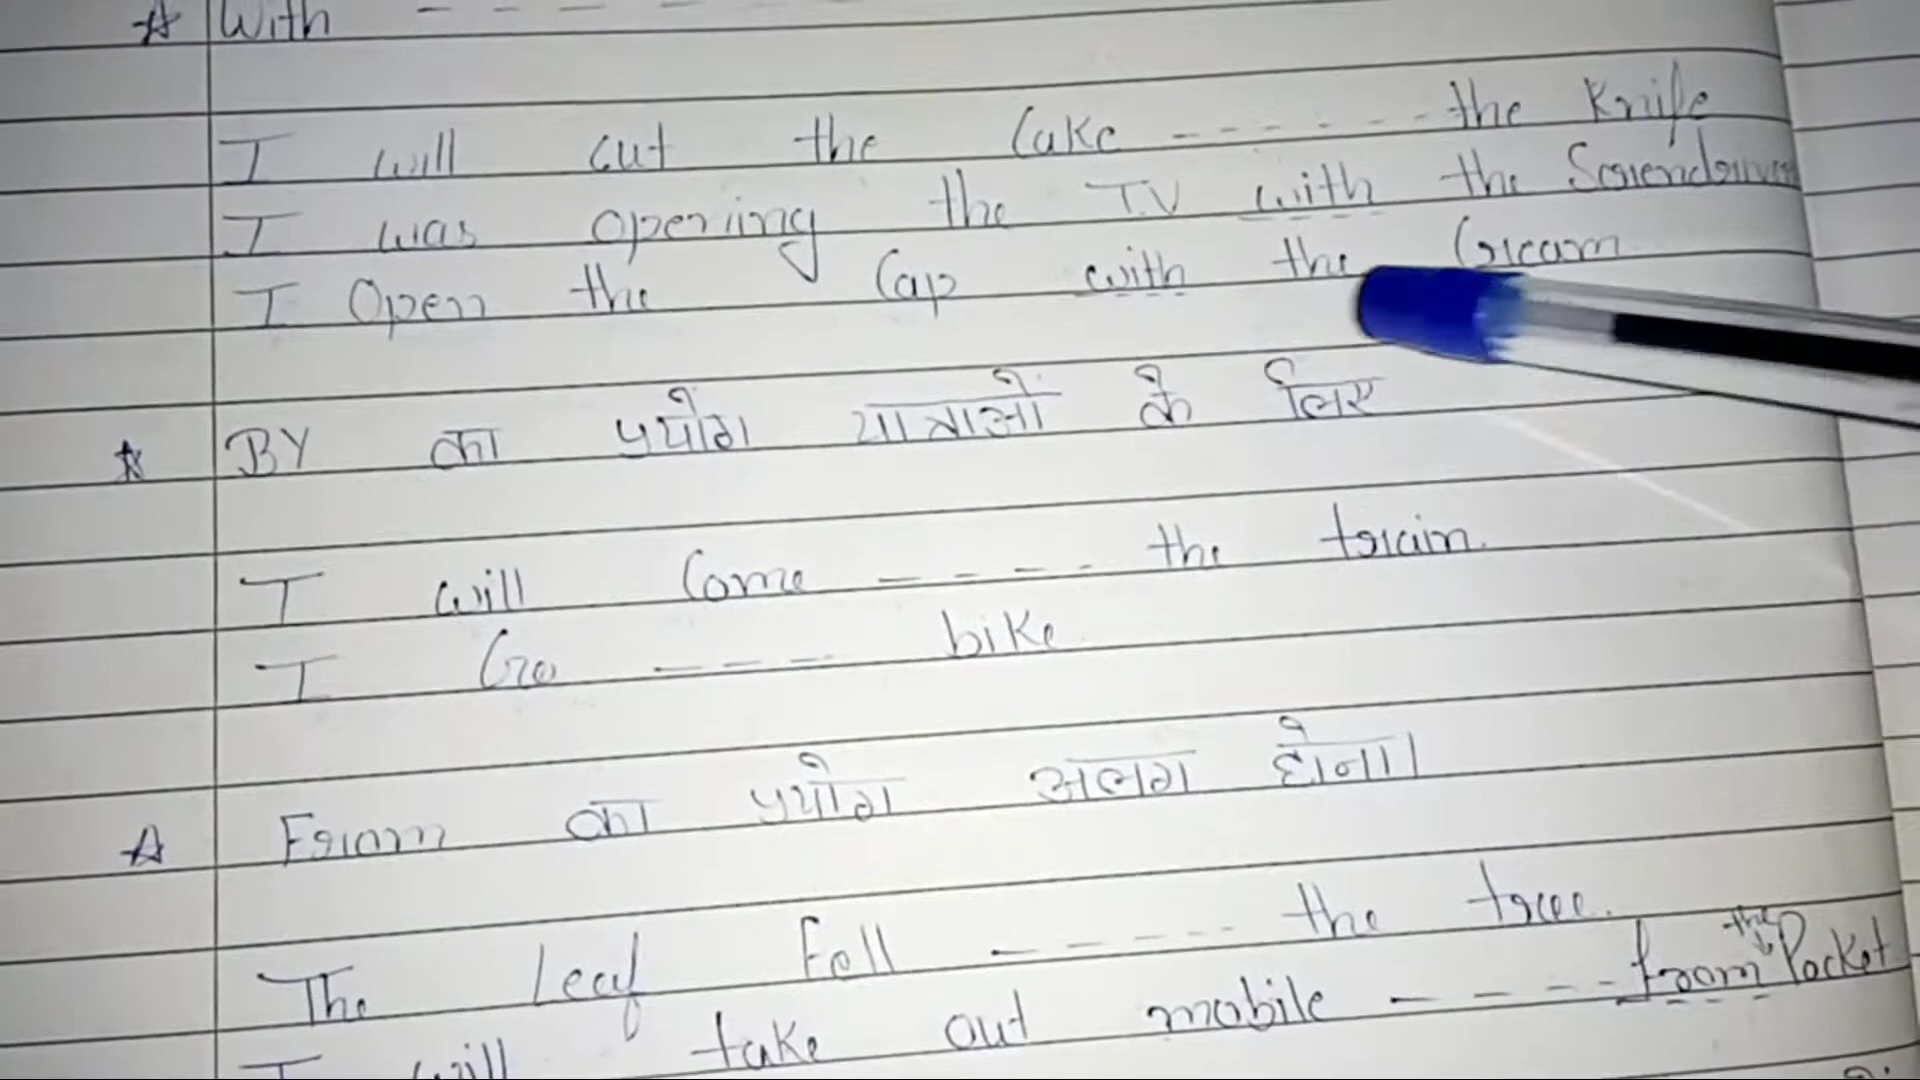 ☆ With - - - - - -
I will cut the Cake - - - - - - the Knife
I was opening the T.V with the
I Open the Cap with the
☆ BY का प्रयोग यात्राओं के लिए
I will Come - - - - the train.
I Go - - - - bike
☆ From का प्रयोग अलग होना।
The Leaf Fell - - - - - the tree.
the
I will take out mobile - - - - - from Pocket